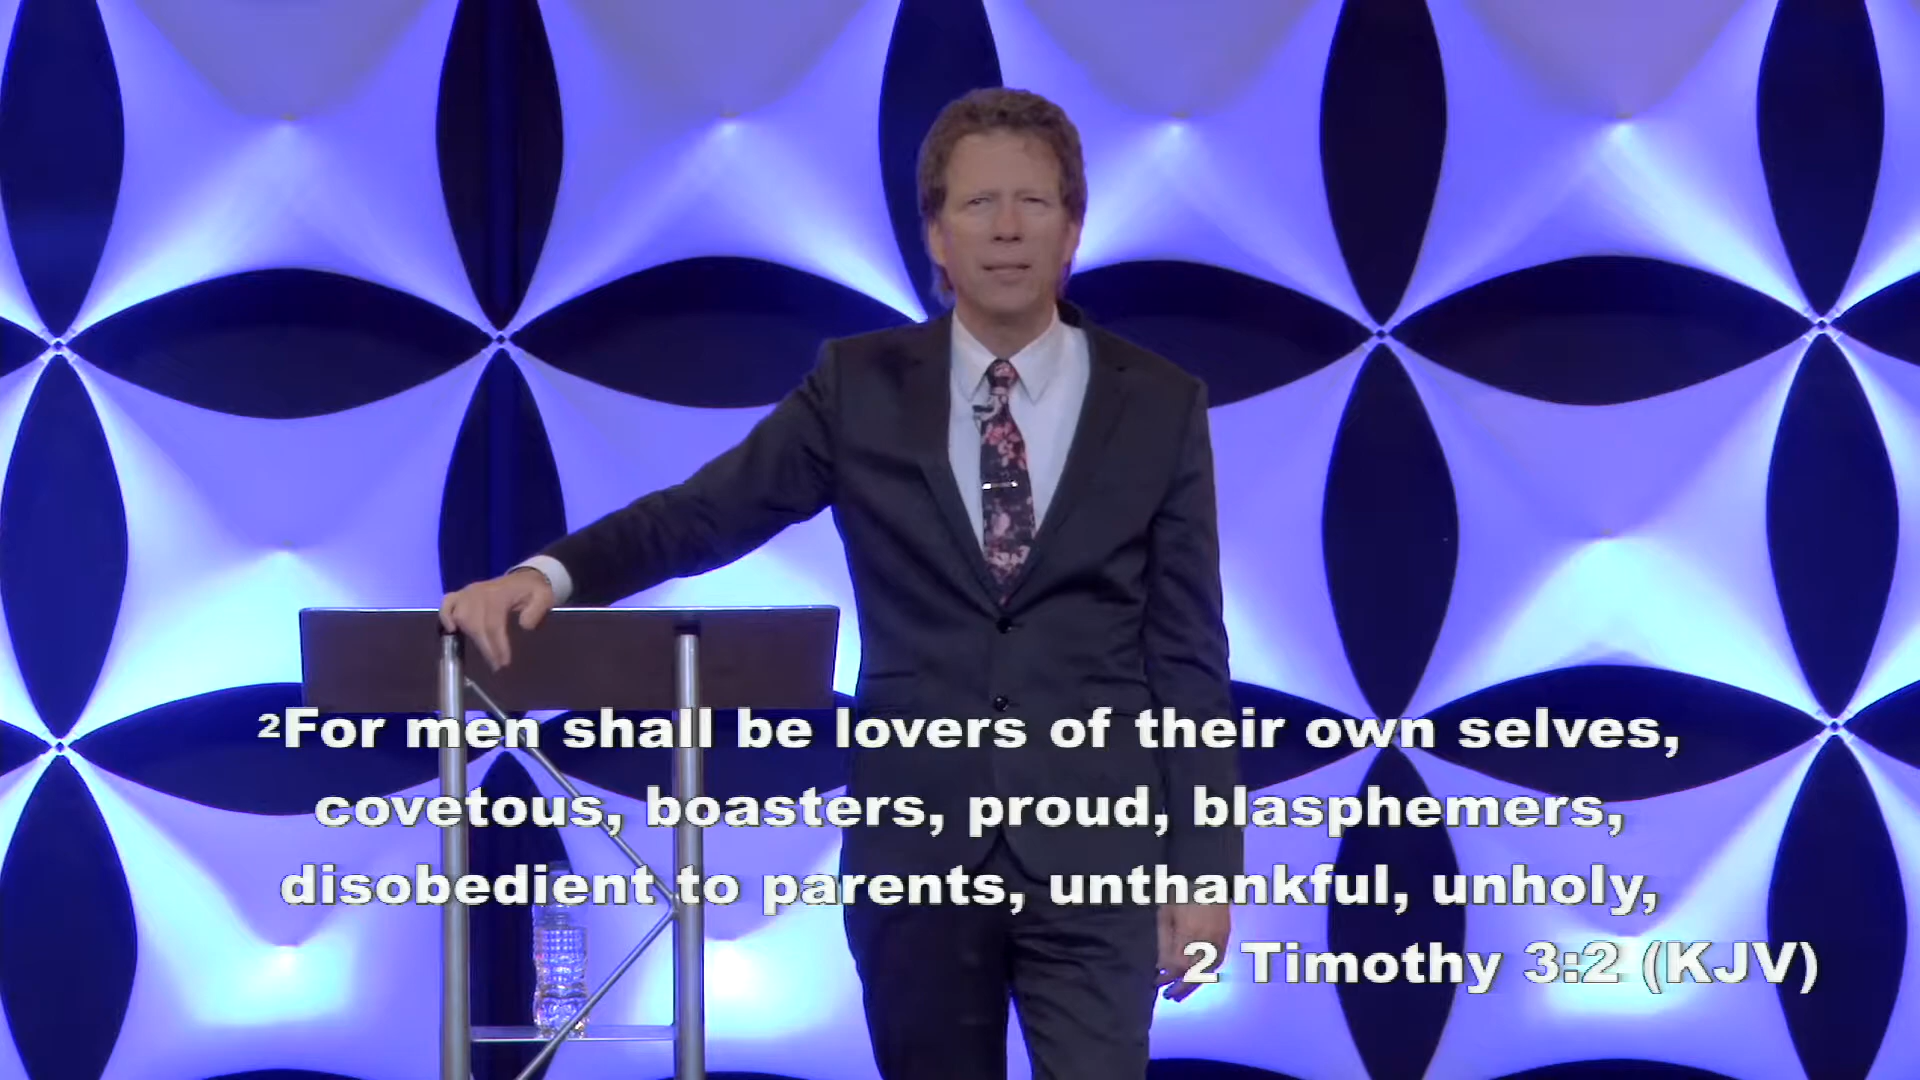 ²For men shall be lovers of their own selves,
covetous, boasters, proud, blasphemers,
disobedient to parents, unthankful, unholy,
2 Timothy 3:2 (KJV)